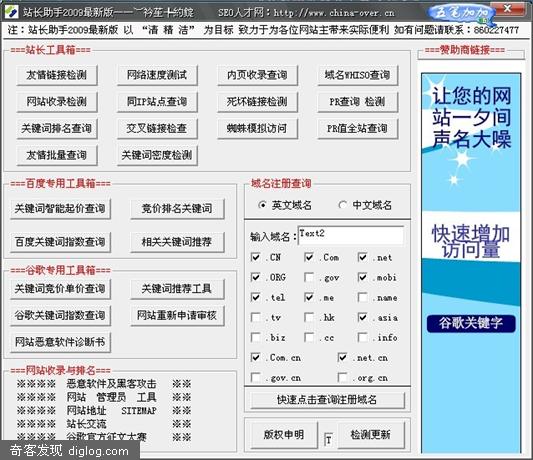 站长助手2009最新版 SEO人才网:http://www.china-over.cn
五笔加加
注：站长助手2009最新版 以 “清 精 洁” 为目标 致力于为各位网站主带来实际便利 如有问题请联系：860227477
===站长工具箱===
友情链接检测 网站速度测试 内页收录查询 域名WHISO查询
网站收录检测 同IP站点查询 死坏链接检测 PR查询 检测
关键词排名查询 交叉链接检查 蜘蛛模拟访问 PR值全站查询
友情批量查询 关键词密度检测
===百度专用工具箱===
关键词智能起价查询 竞价排名关键词
百度关键词指数查询 相关关键词推荐
===谷歌专用工具箱===
关键词竞价单价查询 关键词推荐工具
谷歌关键词指数查询 网站重新申请审核
网站恶意软件诊断书
===网站收录与排名===
※※※※ 恶意软件及黑客攻击 ※※
※※※※ 网站 管理员 工具 ※※
※※※※ 网站地址 SITEMAP ※※
※※※※ 站长交流 ※※
※※※※ 谷歌官方征文大赛 ※※
域名注册查询
英文域名 中文域名
输入域名： Text2
.CN .Com .net
.ORG .gov .mobi
.tel .me .name
.tv .hk .asia
.biz .cc .info
.Com.cn .net.cn
.gov.cn .org.cn
快速点击查询注册域名
版权申明 T 检测更新
==赞助商链接==
让您的网
站一夕间
声名大噪
快速增加
访问量
谷歌关键字
奇客发现 diglog.com